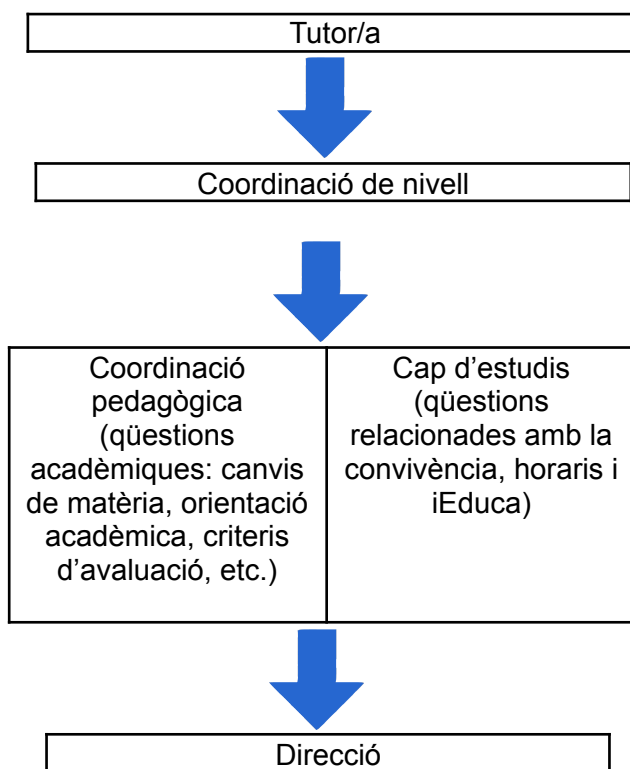 Tutor/a
Coordinació de nivell
Coordinació
pedagògica
(qüestions
acadèmiques: canvis
de matèria, orientació
acadèmica, criteris
d’avaluació, etc.)
Cap d’estudis
(qüestions
relacionades amb la
convivència, horaris i
iEduca)
Direcció